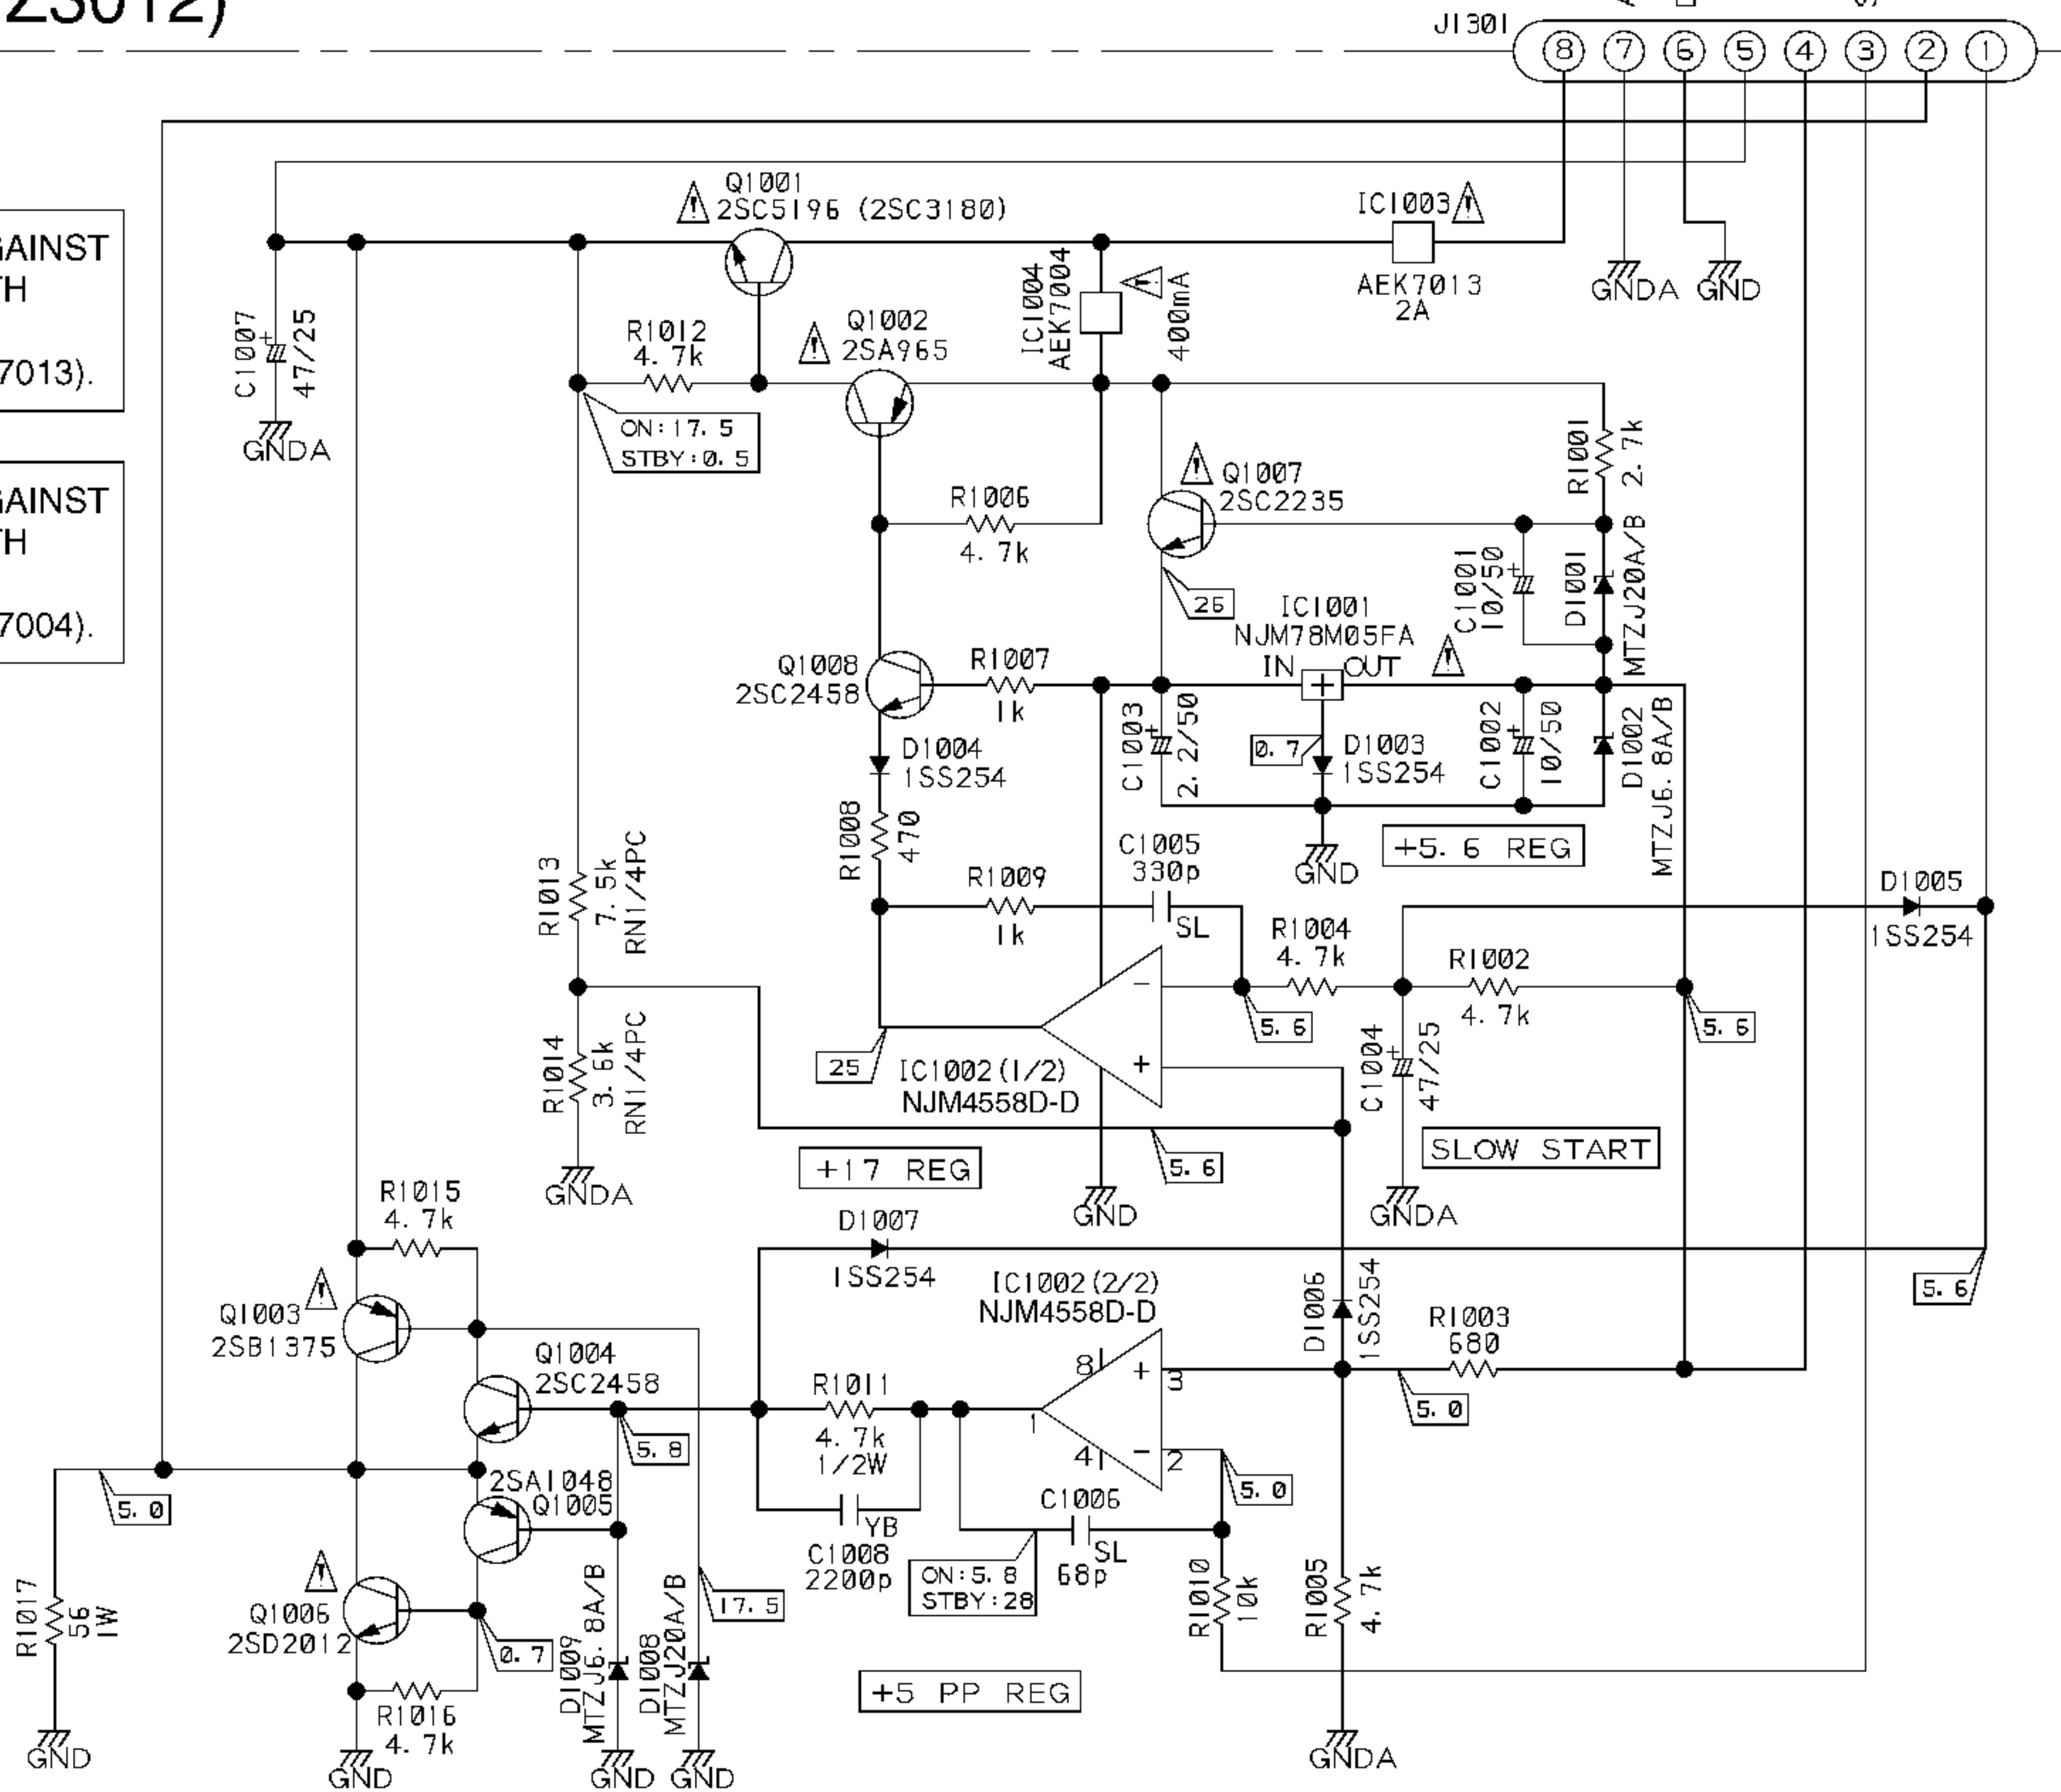 Z3012)
J1301
8 7 6 5 4 3 2 1
GAINST
TH
7013).
GAINST
TH
7004).
Q1001
2SC5196 (2SC3180)
IC1003
AEK7013
2A
GNDA
GND
C1007
47/25
GNDA
R1012
4. 7k
Q1002
2SA965
IC1004
AEK7004
400mA
ON:17. 5
STBY:0. 5
R1001
2. 7k
Q1007
2SC2235
R1006
4. 7k
26
C1001
10/50
D1001
MTZJ20A/B
IC1001
NJM78M05FA
IN
OUT
Q1008
2SC2458
R1007
1k
C1003
2. 2/50
0. 7
D1003
1SS254
C1002
10/50
D1002
MTZJ6. 8A/B
D1004
1SS254
R1008
470
+5. 6 REG
GND
C1005
330p
SL
R1009
1k
R1013
7. 5k
RN1/4PC
R1004
4. 7k
R1002
4. 7k
D1005
1SS254
5. 6
5. 6
−
+
25
IC1002(1/2)
NJM4558D-D
R1014
3. 6k
RN1/4PC
GNDA
C1004
47/25
SLOW START
+17 REG
5. 6
GND
GNDA
R1015
4. 7k
D1007
1SS254
5. 6
Q1003
2SB1375
IC1002(2/2)
NJM4558D-D
D1006
1SS254
R1003
680
Q1004
2SC2458
R1011
4. 7k
1/2W
8
+
3
1
4
−
2
5. 0
5. 8
5. 0
5. 0
2SA1048
Q1005
YB
C1008
2200p
C1006
SL
68p
ON:5. 8
STBY:28
R1010
10k
R1005
4. 7k
R1017
56
1W
Q1006
2SD2012
0. 7
17. 5
D1009
MTZJ6. 8A/B
D1008
MTZJ20A/B
R1016
4. 7k
+5 PP REG
GND
GND
GND
GND
GNDA